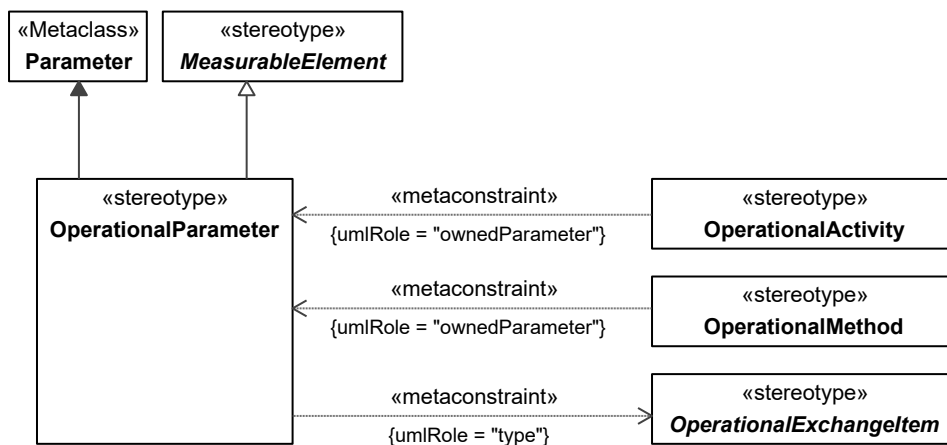 «Metaclass»
Parameter
«stereotype»
MeasurableElement
«stereotype»
OperationalParameter
«metaconstraint»
{umlRole = "ownedParameter"}
«stereotype»
OperationalActivity
«metaconstraint»
{umlRole = "ownedParameter"}
«stereotype»
OperationalMethod
«metaconstraint»
{umlRole = "type"}
«stereotype»
OperationalExchangeItem